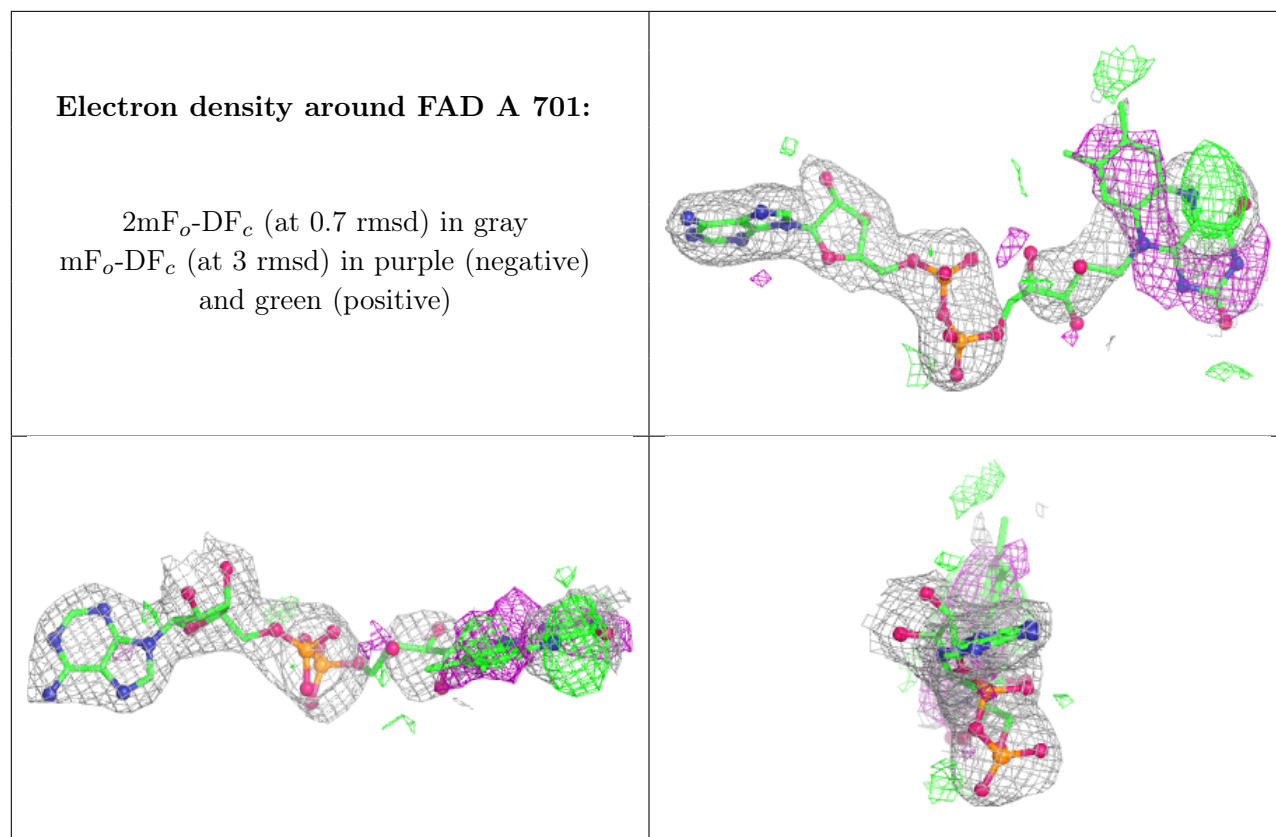 Electron density around FAD A 701:
2mFₒ-DF𝒸 (at 0.7 rmsd) in gray
mFₒ-DF𝒸 (at 3 rmsd) in purple (negative)
and green (positive)